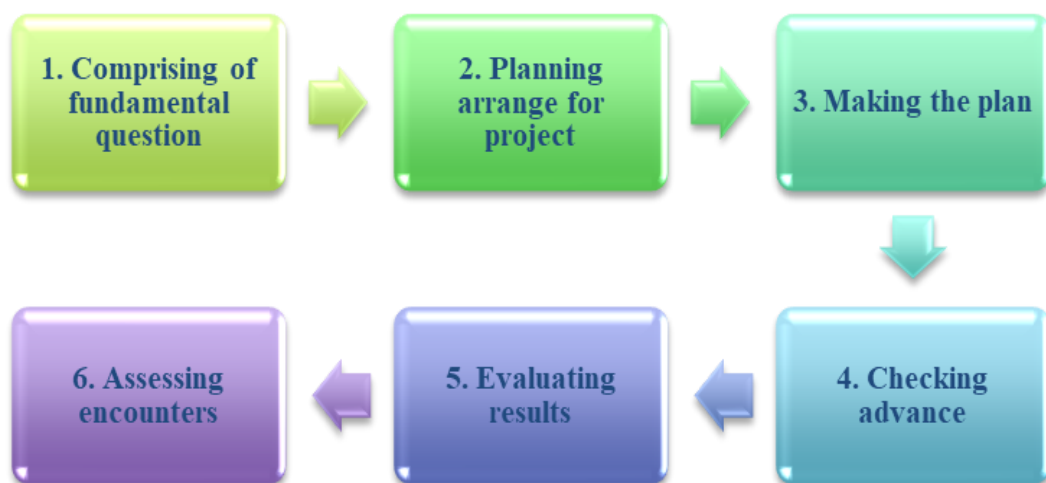 1. Comprising of
fundamental
question
2. Planning
arrange for
project
3. Making the plan
4. Checking
advance
5. Evaluating
results
6. Assessing
encounters